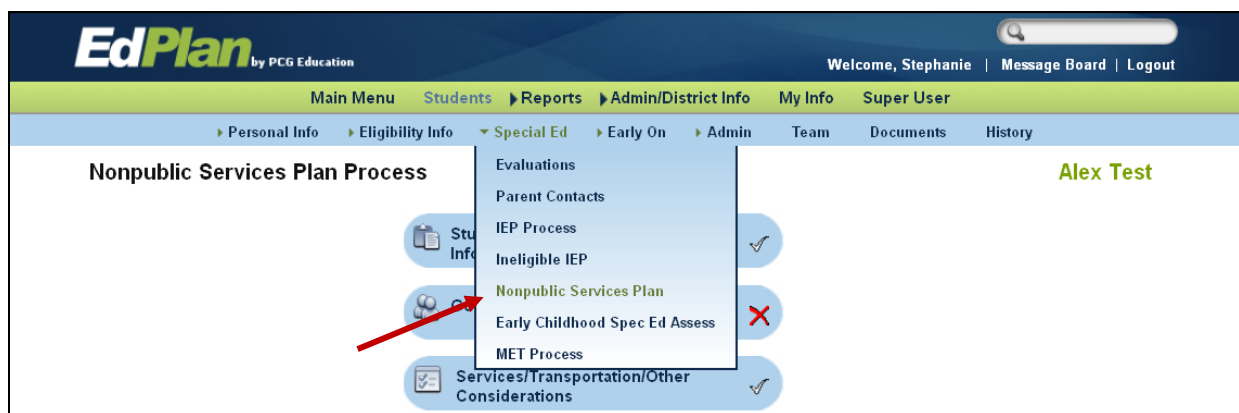 EdPlan by PCG Education
Welcome, Stephanie | Message Board | Logout
Main Menu Students Reports Admin/District Info My Info Super User
Personal Info Eligibility Info Special Ed Early On Admin Team Documents History
Nonpublic Services Plan Process
Alex Test
Evaluations
Parent Contacts
IEP Process
Ineligible IEP
Nonpublic Services Plan
Early Childhood Spec Ed Assess
MET Process
Services/Transportation/Other
Considerations